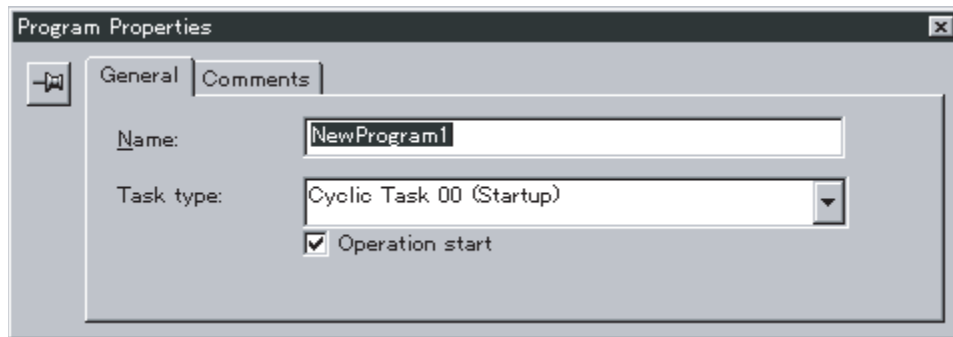 Program Properties
General Comments
Name: NewProgram1
Task type: Cyclic Task 00 (Startup)
Operation start